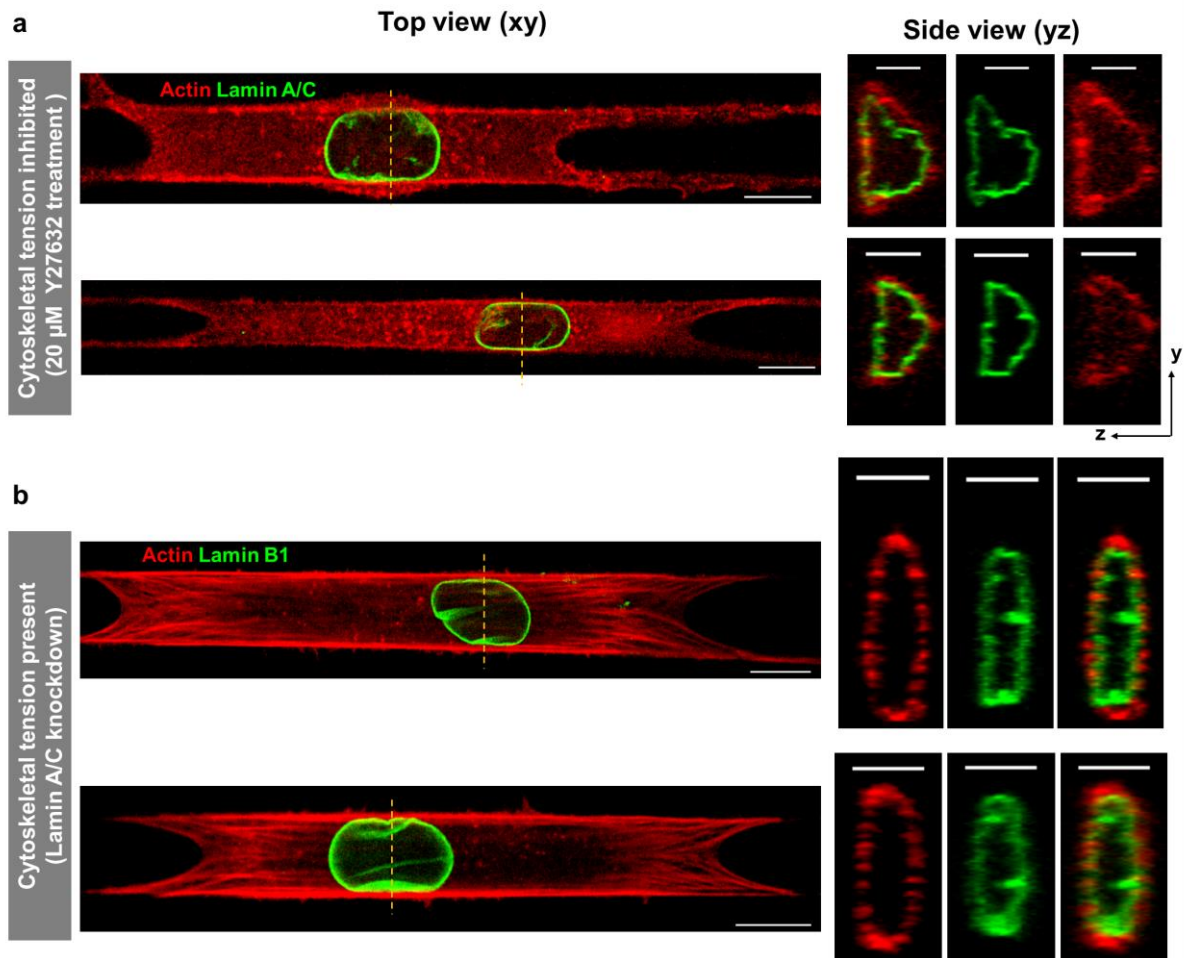 a
Top view (xy)
Side view (yz)
Cytoskeletal tension inhibited
(20 μM Y27632 treatment )
Actin Lamin A/C
y
z
b
Cytoskeletal tension present
(Lamin A/C knockdown)
Actin Lamin B1